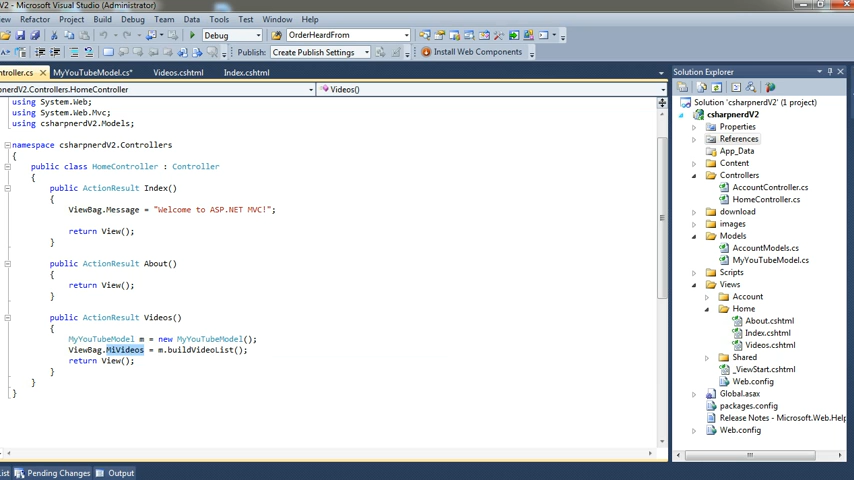 V2 - Microsoft Visual Studio (Administrator)
ew Refactor Project Build Debug Team Data Tools Test Window Help
Debug OrderHeardFrom
Publish: Create Publish Settings Install Web Components
ntroller.cs MyYouTubeModel.cs* Videos.cshtml Index.cshtml
pnerdV2.Controllers.HomeController Videos()
using System.Web;
using System.Web.Mvc;
using csharpnerdV2.Models;
namespace csharpnerdV2.Controllers
{
public class HomeController : Controller
{
public ActionResult Index()
{
ViewBag.Message = "Welcome to ASP.NET MVC!";
return View();
}
public ActionResult About()
{
return View();
}
public ActionResult Videos()
{
MyYouTubeModel m = new MyYouTubeModel();
ViewBag.MiVideos = m.buildVideoList();
return View();
}
}
}
Solution Explorer
Solution 'csharpnerdV2' (1 project)
csharpnerdV2
Properties
References
App_Data
Content
Controllers
AccountController.cs
HomeController.cs
download
images
Models
AccountModels.cs
MyYouTubeModel.cs
Scripts
Views
Account
Home
About.cshtml
Index.cshtml
Videos.cshtml
Shared
_ViewStart.cshtml
Web.config
Global.asax
packages.config
Release Notes - Microsoft.Web.Help
Web.config
List Pending Changes Output